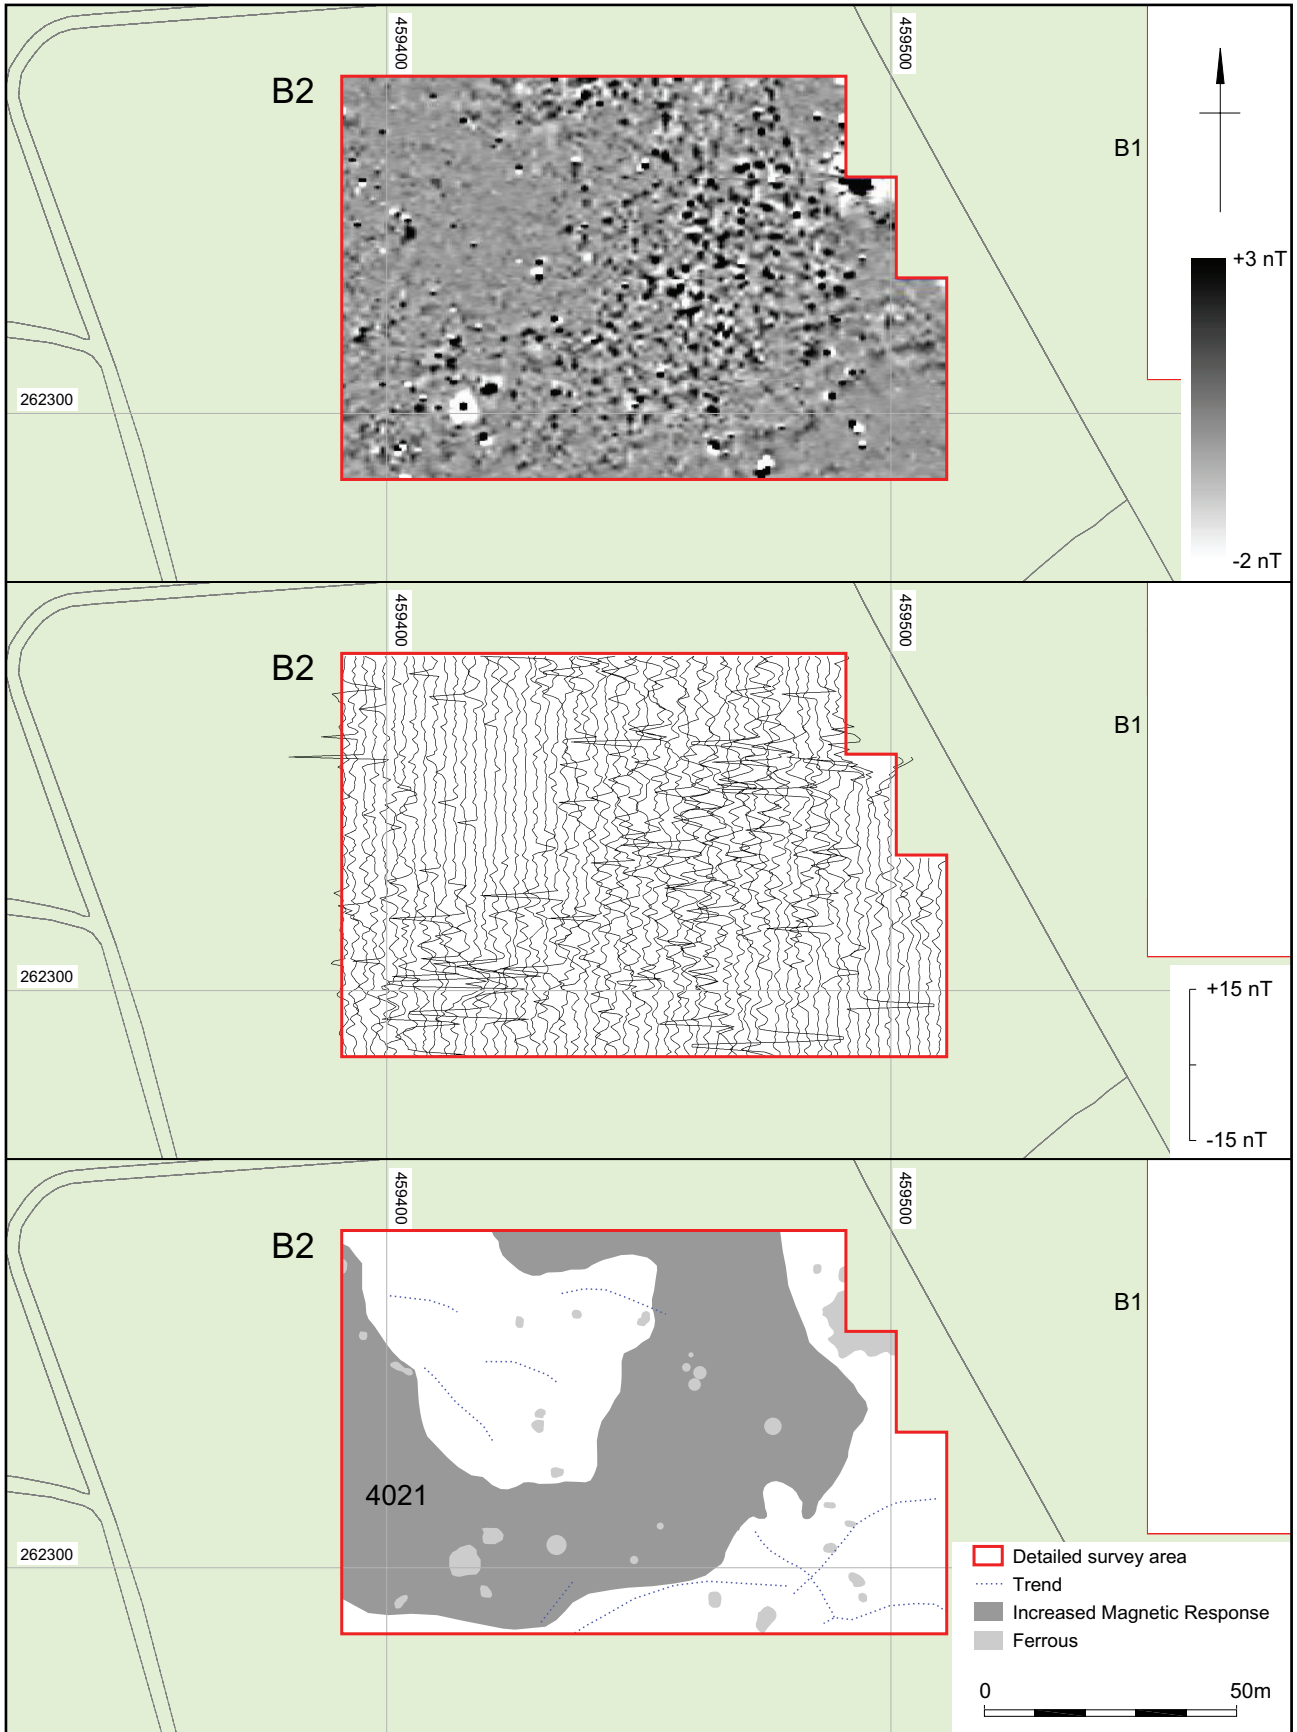 459400
459500
B2
B1
+3 nT
262300
-2 nT
459400
459500
B2
B1
262300
+15 nT
-15 nT
459400
459500
B2
B1
4021
262300
Detailed survey area
Trend
Increased Magnetic Response
Ferrous
0 50m